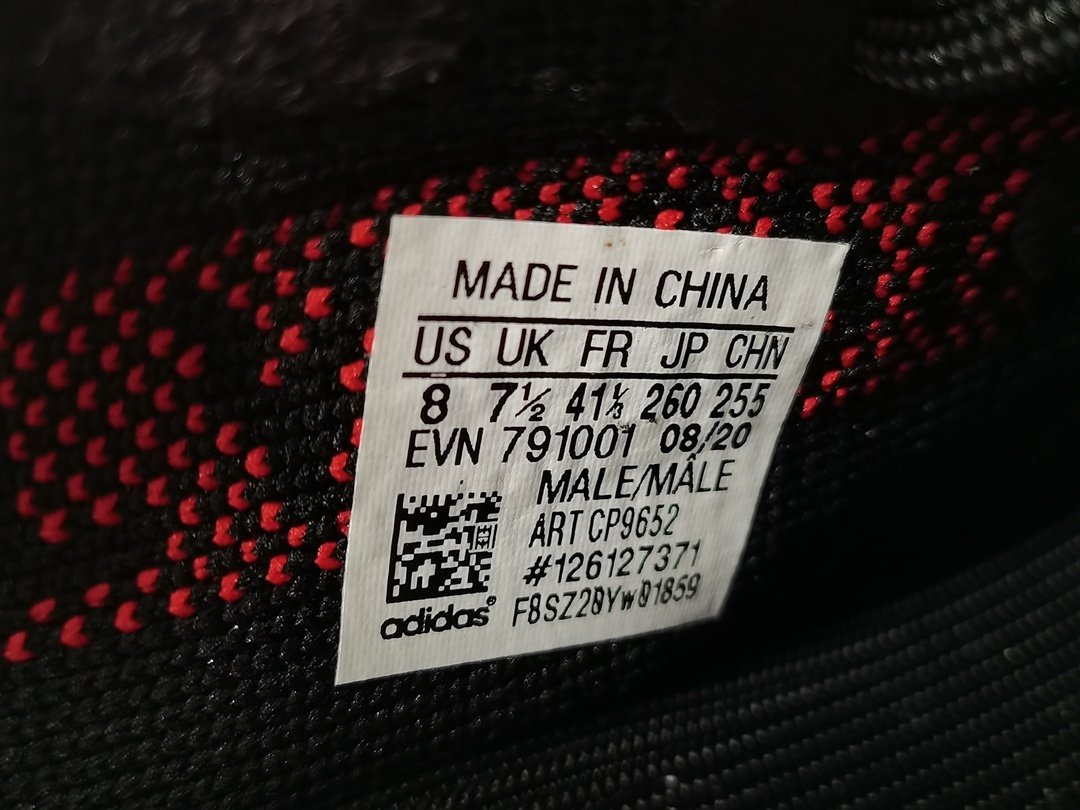 MADE IN CHINA
US UK FR JP CHN
8 7½ 41⅓ 260 255
EVN 791001 08/20
MALE/MÂLE
ART CP9652
#126127371
F8SZ20Yw01859
adidas®